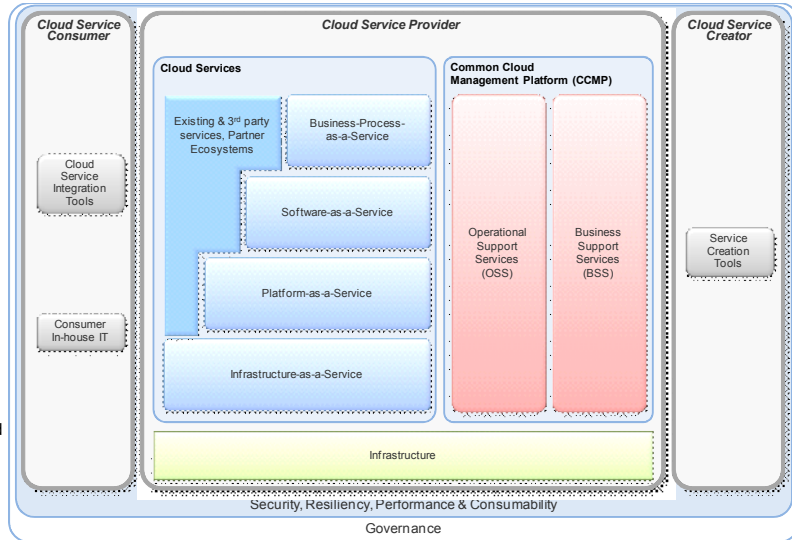 Cloud Service
Consumer
Cloud Service Provider
Cloud Service
Creator
Cloud Services
Common Cloud
Management Platform (CCMP)
Existing & 3rd party
services, Partner
Ecosystems
Business-Process-
as-a-Service
Cloud
Service
Integration
Tools
Software-as-a-Service
Operational
Support
Services
(OSS)
Business
Support
Services
(BSS)
Service
Creation
Tools
Platform-as-a-Service
Consumer
In-house IT
Infrastructure-as-a-Service
Infrastructure
Security, Resiliency, Performance & Consumability
Governance